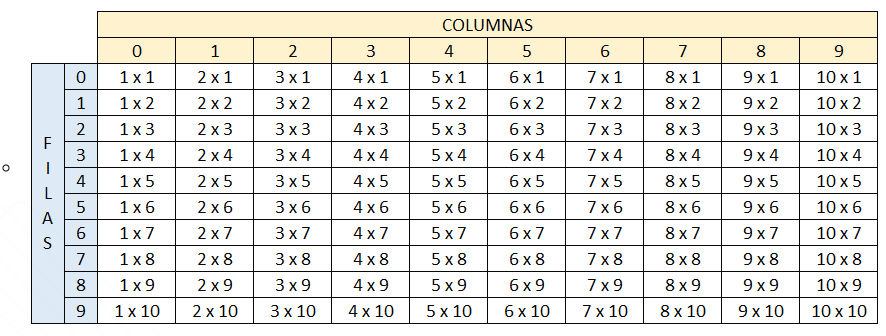 COLUMNAS
0 1 2 3 4 5 6 7 8 9
FILAS
0 1 x 1 2 x 1 3 x 1 4 x 1 5 x 1 6 x 1 7 x 1 8 x 1 9 x 1 10 x 1
1 1 x 2 2 x 2 3 x 2 4 x 2 5 x 2 6 x 2 7 x 2 8 x 2 9 x 2 10 x 2
2 1 x 3 2 x 3 3 x 3 4 x 3 5 x 3 6 x 3 7 x 3 8 x 3 9 x 3 10 x 3
3 1 x 4 2 x 4 3 x 4 4 x 4 5 x 4 6 x 4 7 x 4 8 x 4 9 x 4 10 x 4
4 1 x 5 2 x 5 3 x 5 4 x 5 5 x 5 6 x 5 7 x 5 8 x 5 9 x 5 10 x 5
5 1 x 6 2 x 6 3 x 6 4 x 6 5 x 6 6 x 6 7 x 6 8 x 6 9 x 6 10 x 6
6 1 x 7 2 x 7 3 x 7 4 x 7 5 x 7 6 x 7 7 x 7 8 x 7 9 x 7 10 x 7
7 1 x 8 2 x 8 3 x 8 4 x 8 5 x 8 6 x 8 7 x 8 8 x 8 9 x 8 10 x 8
8 1 x 9 2 x 9 3 x 9 4 x 9 5 x 9 6 x 9 7 x 9 8 x 9 9 x 9 10 x 9
9 1 x 10 2 x 10 3 x 10 4 x 10 5 x 10 6 x 10 7 x 10 8 x 10 9 x 10 10 x 10